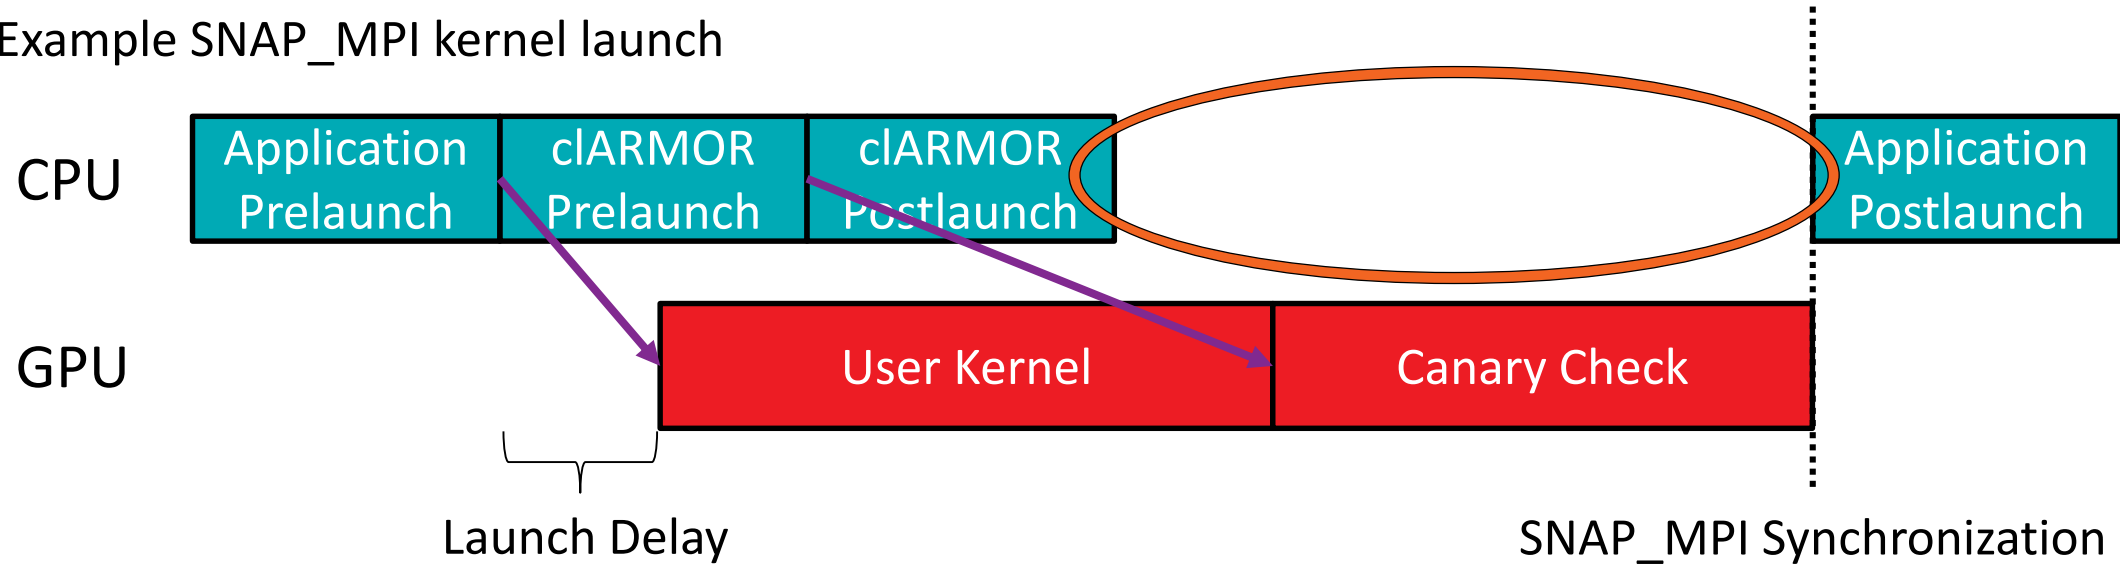 Example SNAP_MPI kernel launch
CPU
Application
Prelaunch
clARMOR
Prelaunch
clARMOR
Postlaunch
Application
Postlaunch
GPU
User Kernel
Canary Check
Launch Delay
SNAP_MPI Synchronization